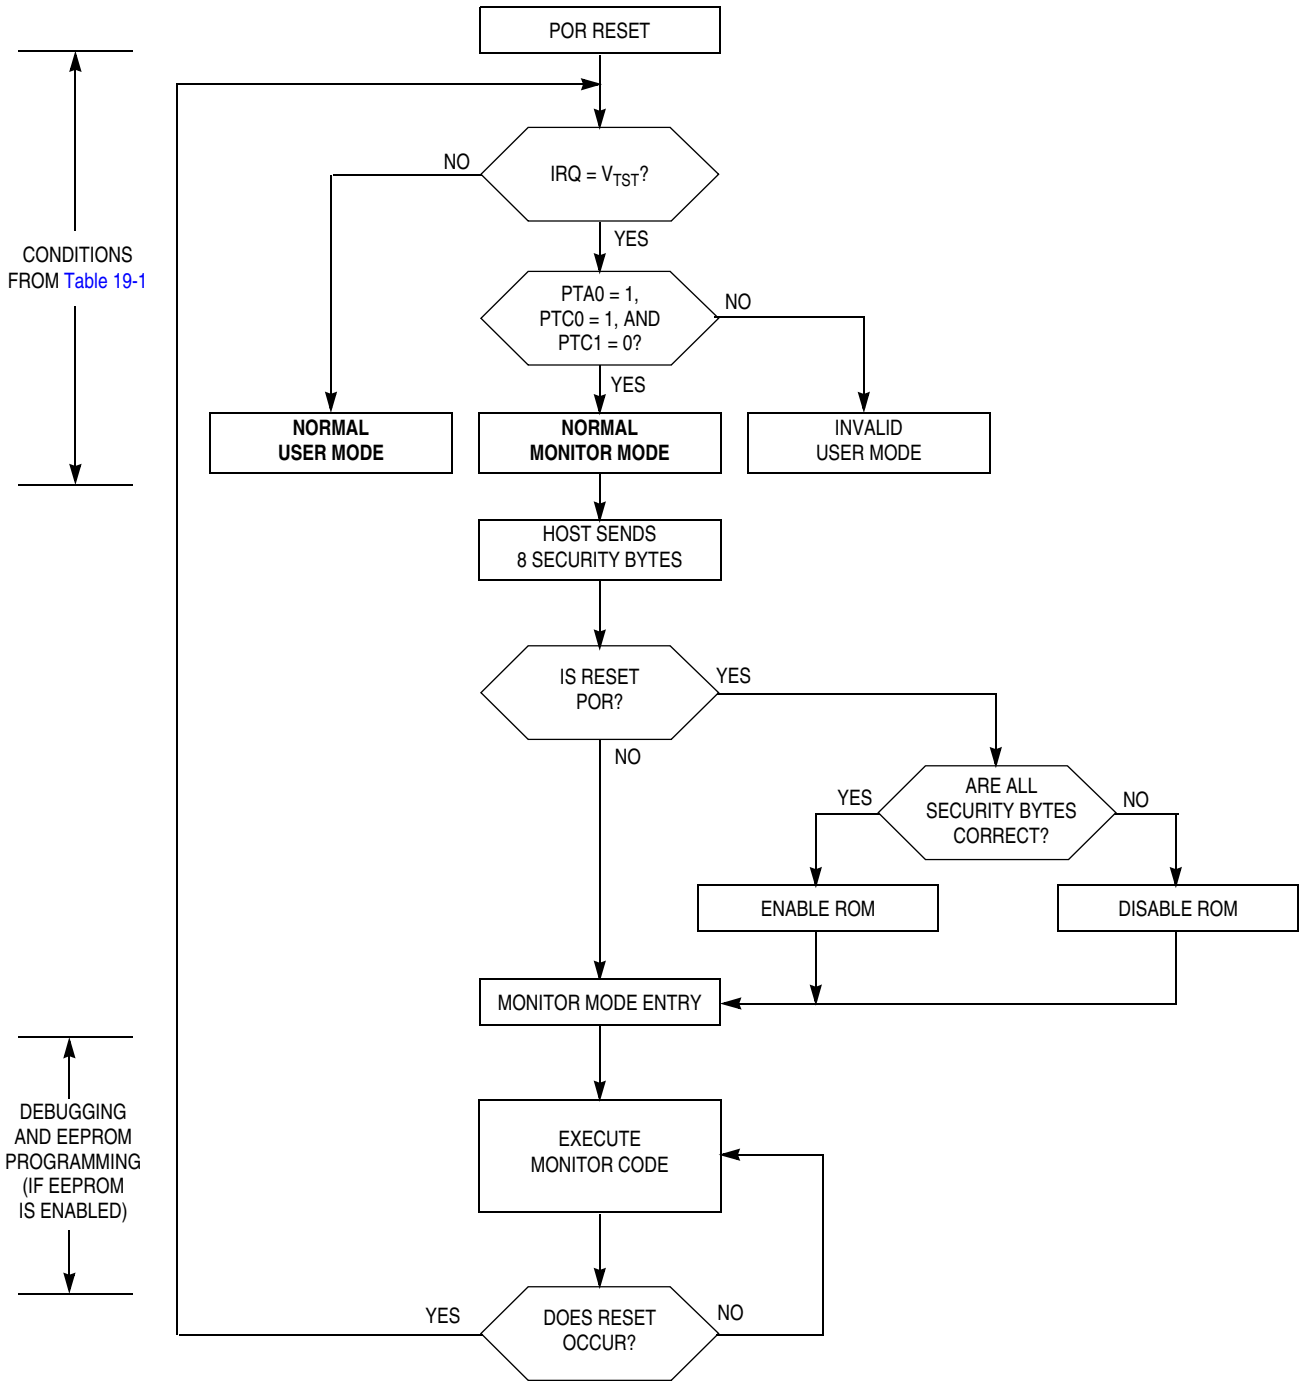 POR RESET
NO
IRQ = VTST?
YES
CONDITIONS
FROM Table 19-1
PTA0 = 1,
PTC0 = 1, AND
PTC1 = 0?
NO
YES
NORMAL
USER MODE
NORMAL
MONITOR MODE
INVALID
USER MODE
HOST SENDS
8 SECURITY BYTES
IS RESET
POR?
YES
NO
ARE ALL
SECURITY BYTES
CORRECT?
YES
NO
ENABLE ROM
DISABLE ROM
MONITOR MODE ENTRY
DEBUGGING
AND EEPROM
PROGRAMMING
(IF EEPROM
IS ENABLED)
EXECUTE
MONITOR CODE
YES
DOES RESET
OCCUR?
NO